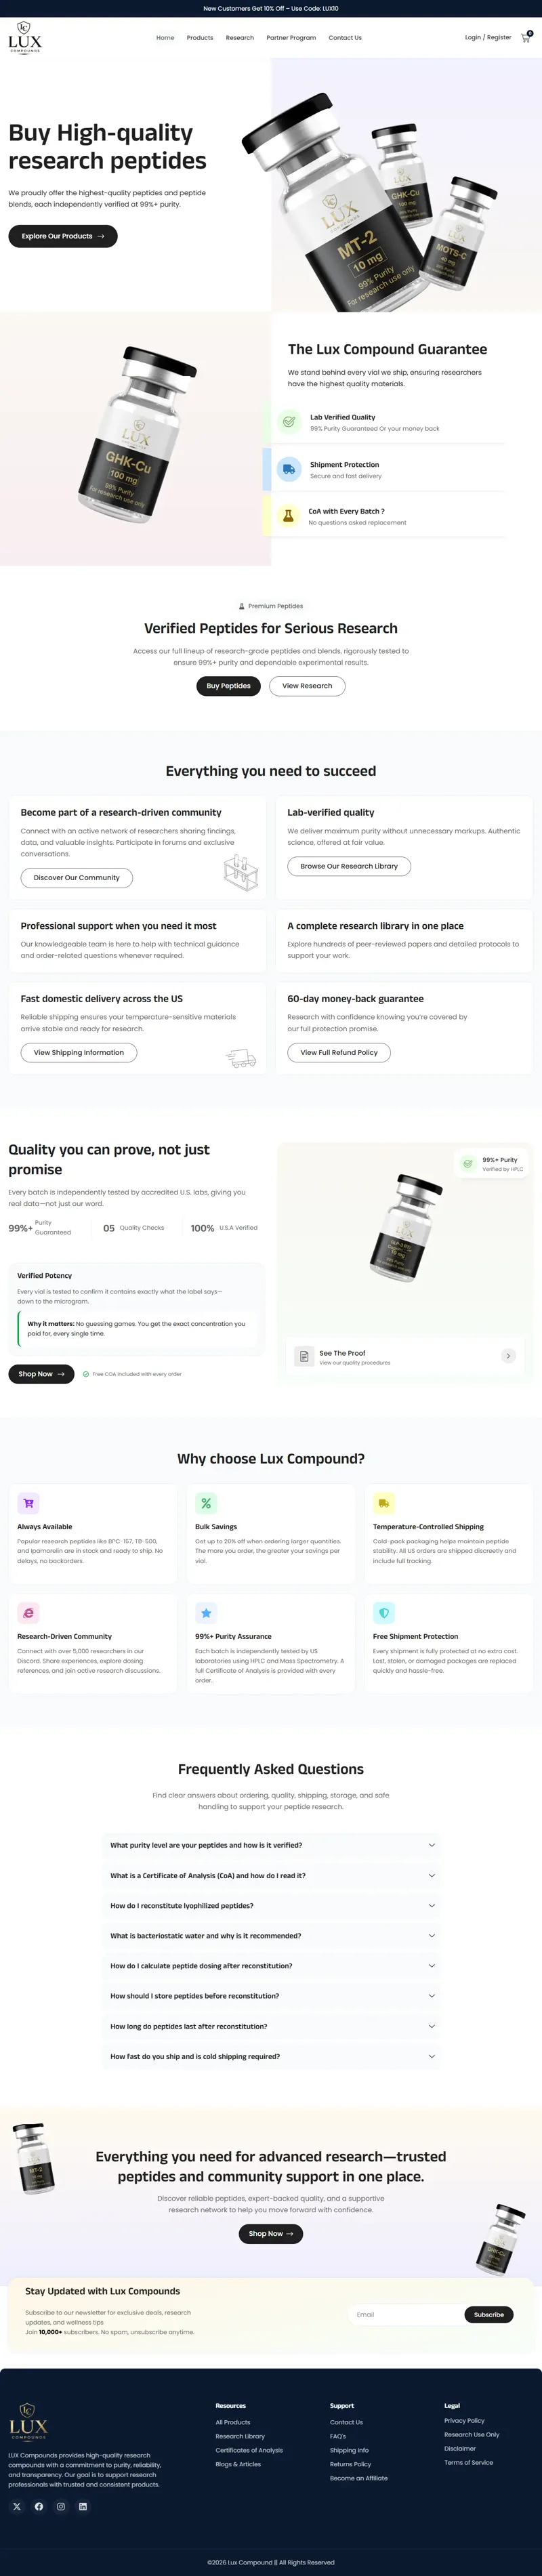 New Customers Get 10% Off – Use Code: LUX10
LUX
COMPOUNDS
Home
Products
Research
Partner Program
Contact Us
Login / Register
0
Buy High-quality
research peptides
We proudly offer the highest-quality peptides and peptide
blends, each independently verified at 99%+ purity.
Explore Our Products
LUX
MT-2
10 mg
99% Purity
For research use only
GHK-Cu
100 mg
LUX
MOTS-C
40 mg
LUX
GHK-Cu
100 mg
99% Purity
For research use only
The Lux Compound Guarantee
We stand behind every vial we ship, ensuring researchers
have the highest quality materials.
Lab Verified Quality
99% Purity Guaranteed Or your money back
Shipment Protection
Secure and fast delivery
CoA with Every Batch ?
No questions asked replacement
Premium Peptides
Verified Peptides for Serious Research
Access our full lineup of research-grade peptides and blends, rigorously tested to
ensure 99%+ purity and dependable experimental results.
Buy Peptides
View Research
Everything you need to succeed
Become part of a research-driven community
Connect with an active network of researchers sharing findings,
data, and valuable insights. Participate in forums and exclusive
conversations.
Discover Our Community
Lab-verified quality
We deliver maximum purity without unnecessary markups. Authentic
science, offered at fair value.
Browse Our Research Library
Professional support when you need it most
Our knowledgeable team is here to help with technical guidance
and order-related questions whenever required.
A complete research library in one place
Explore hundreds of peer-reviewed papers and detailed protocols to
support your work.
Fast domestic delivery across the US
Reliable shipping ensures your temperature-sensitive materials
arrive stable and ready for research.
View Shipping Information
60-day money-back guarantee
Research with confidence knowing you're covered by
our full protection promise.
View Full Refund Policy
Quality you can prove, not just
promise
Every batch is independently tested by accredited U.S. labs, giving you
real data—not just our word.
99%+ Purity Guaranteed
05 Quality Checks
100% U.S.A Verified
Verified Potency
Every vial is tested to confirm it contains exactly what the label says—
down to the microgram.
Why it matters: No guessing games. You get the exact concentration you
paid for, every single time.
Shop Now
Free COA included with every order
99%+ Purity
Verified by HPLC
LUX
See The Proof
View our quality procedures
Why choose Lux Compound?
Always Available
Popular research peptides like BPC-157, TB-500,
and Ipamorelin are in stock and ready to ship. No
delays, no backorders.
Bulk Savings
Get up to 20% off when ordering larger quantities.
The more you order, the greater your savings per
vial.
Temperature-Controlled Shipping
Cold-pack packaging helps maintain peptide
stability. All US orders are shipped discreetly and
include full tracking.
Research-Driven Community
Connect with over 5,000 researchers in our
Discord. Share experiences, explore dosing
references, and join active research discussions.
99%+ Purity Assurance
Each batch is independently tested by US
laboratories using HPLC and Mass Spectrometry. A
full Certificate of Analysis is provided with every
order..
Free Shipment Protection
Every shipment is fully protected at no extra cost.
Lost, stolen, or damaged packages are replaced
quickly and hassle-free.
Frequently Asked Questions
Find clear answers about ordering, quality, shipping, storage, and safe
handling to support your peptide research.
What purity level are your peptides and how is it verified?
What is a Certificate of Analysis (CoA) and how do I read it?
How do I reconstitute lyophilized peptides?
What is bacteriostatic water and why is it recommended?
How do I calculate peptide dosing after reconstitution?
How should I store peptides before reconstitution?
How long do peptides last after reconstitution?
How fast do you ship and is cold shipping required?
MT-2
Everything you need for advanced research—trusted
peptides and community support in one place.
Discover reliable peptides, expert-backed quality, and a supportive
research network to help you move forward with confidence.
Shop Now
GHK-Cu
Stay Updated with Lux Compounds
Subscribe to our newsletter for exclusive deals, research
updates, and wellness tips
Join 10,000+ subscribers. No spam, unsubscribe anytime.
Email
Subscribe
LUX
COMPOUNDS
LUX Compounds provides high-quality research
compounds with a commitment to purity, reliability,
and transparency. Our goal is to support research
professionals with trusted and consistent products.
Resources
All Products
Research Library
Certificates of Analysis
Blogs & Articles
Support
Contact Us
FAQ's
Shipping Info
Returns Policy
Become an Affiliate
Legal
Privacy Policy
Research Use Only
Disclaimer
Terms of Service
©2026 Lux Compound || All Rights Reserved